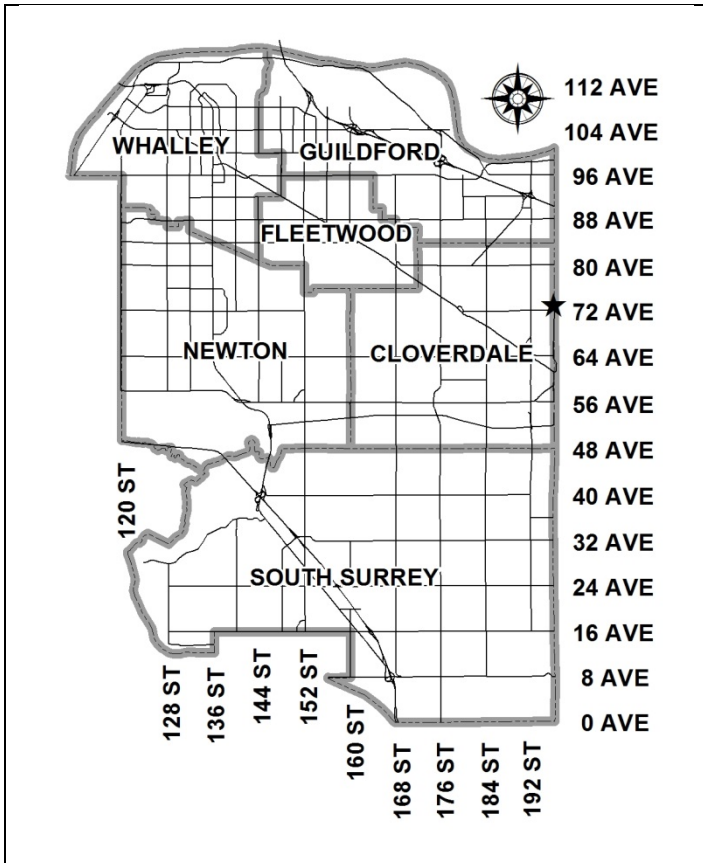 112 AVE
104 AVE
WHALLEY
GUILDFORD
96 AVE
88 AVE
FLEETWOOD
80 AVE
72 AVE
NEWTON
CLOVERDALE
64 AVE
56 AVE
48 AVE
120 ST
40 AVE
32 AVE
SOUTH SURREY
24 AVE
16 AVE
128 ST
136 ST
144 ST
152 ST
160 ST
8 AVE
0 AVE
168 ST
176 ST
184 ST
192 ST